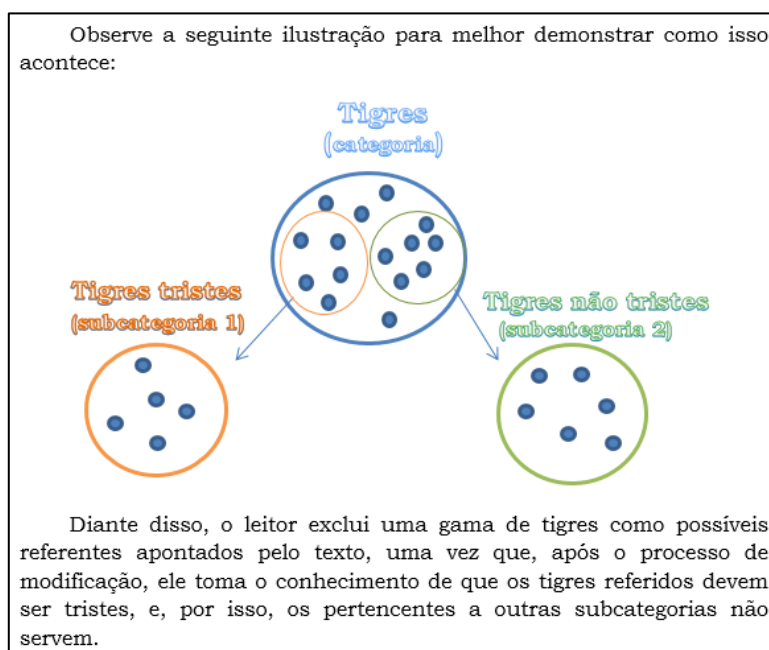 Observe a seguinte ilustração para melhor demonstrar como isso
acontece:
Tigres
(categoria)
Tigres tristes
(subcategoria 1)
Tigres não tristes
(subcategoria 2)
Diante disso, o leitor exclui uma gama de tigres como possíveis
referentes apontados pelo texto, uma vez que, após o processo de
modificação, ele toma o conhecimento de que os tigres referidos devem
ser tristes, e, por isso, os pertencentes a outras subcategorias não
servem.